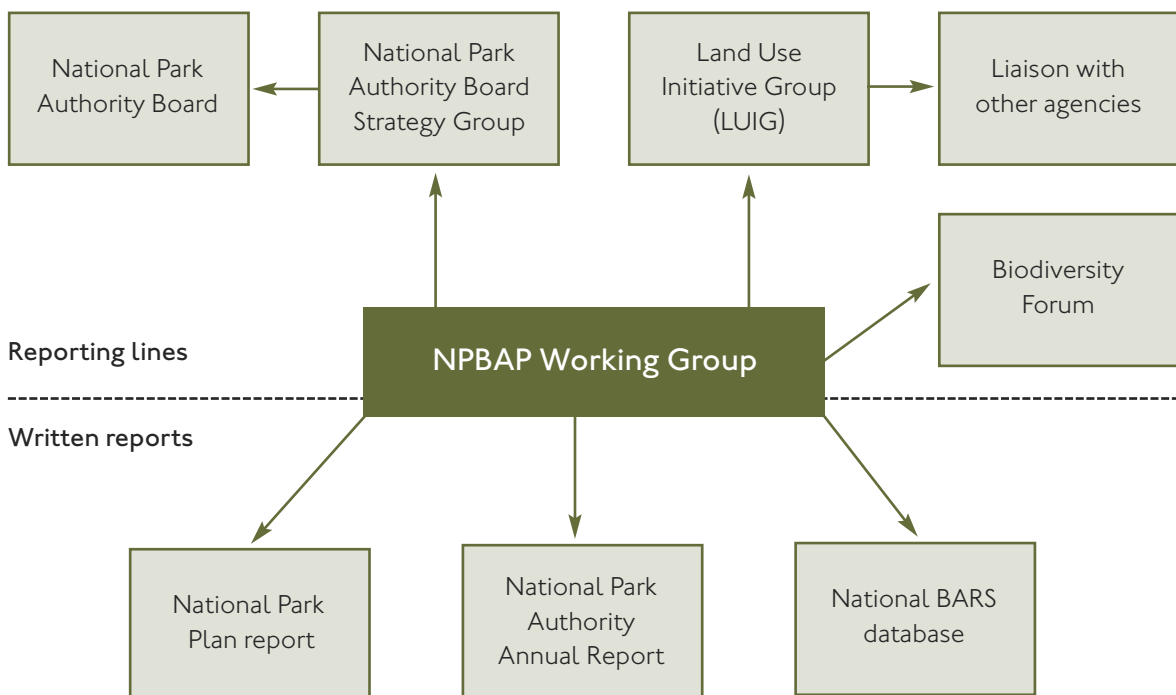 National Park
Authority Board
National Park
Authority Board
Strategy Group
Land Use
Initiative Group
(LUIG)
Liaison with
other agencies
Biodiversity
Forum
Reporting lines
NPBAP Working Group
Written reports
National Park
Plan report
National Park
Authority
Annual Report
National BARS
database